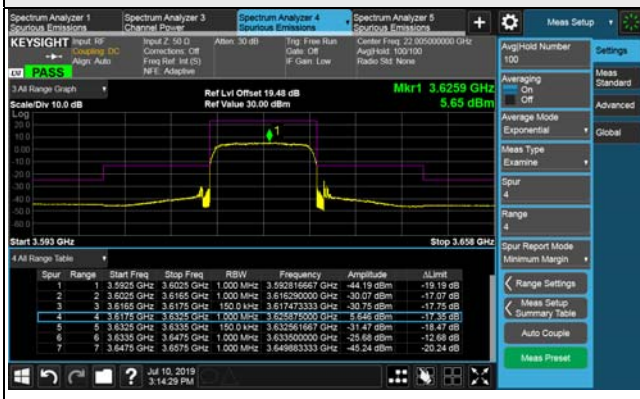 Spectrum Analyzer 1
Spurious Emissions
Spectrum Analyzer 3
Channel Power
Spectrum Analyzer 4
Spurious Emissions
Spectrum Analyzer 5
Spurious Emissions
Meas Setup
KEYSIGHT
Input: RF
Coupling: DC
Align: Auto
Input Z: 50 Ω
Corrections: Off
Freq Ref: Int (S)
NFE: Adaptive
Atten: 30 dB
Trig: Free Run
Gate: Off
IF Gain: Low
Center Freq: 22.005000000 GHz
Avg|Hold: 100/100
Radio Std: None
PASS
3 All Range Graph
Scale/Div 10.0 dB
Ref Lvl Offset 19.48 dB
Ref Value 30.00 dBm
Mkr1 3.6259 GHz
5.65 dBm
Log
20.0
10.0
0.00
-10.0
-20.0
-30.0
-40.0
-50.0
-60.0
1
Start 3.593 GHz
Stop 3.658 GHz
4 All Range Table
Spur Range Start Freq Stop Freq RBW Frequency Amplitude ΔLimit
1 1 3.5925 GHz 3.6025 GHz 1.000 MHz 3.592816667 GHz -44.19 dBm -19.19 dB
2 2 3.6025 GHz 3.6165 GHz 1.000 MHz 3.616290000 GHz -30.07 dBm -17.07 dB
3 3 3.6165 GHz 3.6175 GHz 150.0 kHz 3.617473333 GHz -30.75 dBm -17.75 dB
4 4 3.6175 GHz 3.6325 GHz 1.000 MHz 3.625875000 GHz 5.646 dBm -17.35 dB
5 5 3.6325 GHz 3.6335 GHz 150.0 kHz 3.632561667 GHz -31.47 dBm -18.47 dB
6 6 3.6335 GHz 3.6475 GHz 1.000 MHz 3.633500000 GHz -25.68 dBm -12.68 dB
7 7 3.6475 GHz 3.6575 GHz 1.000 MHz 3.649883333 GHz -45.24 dBm -20.24 dB
Avg|Hold Number
100
Averaging
On
Off
Average Mode
Exponential
Meas Type
Examine
Spur
4
Range
4
Spur Report Mode
Minimum Margin
Range Settings
Meas Setup
Summary Table
Auto Couple
Meas Preset
Settings
Meas
Standard
Advanced
Global
Jul 10, 2019
3:14:29 PM